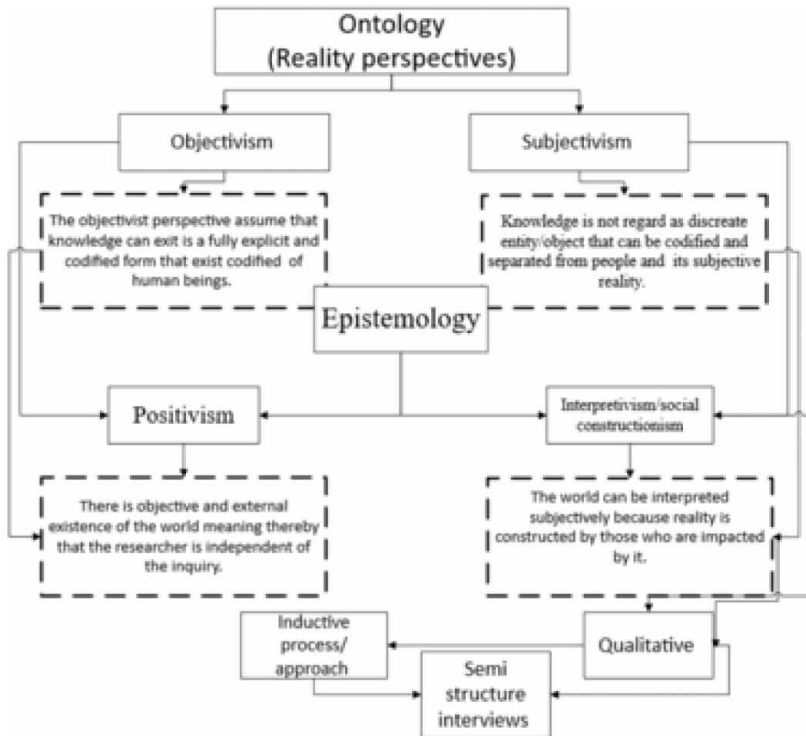 Ontology
(Reality perspectives)
Objectivism
Subjectivism
The objectivist perspective assume that
knowledge can exit is a fully explicit and
codified form that exist codified of
human beings.
Knowledge is not regard as discreate
entity/object that can be codified and
separated from people and its subjective
reality.
Epistemology
Positivism
Interpretivism/social
constructionism
There is objective and external
existence of the world meaning thereby
that the researcher is independent of
the inquiry.
The world can be interpreted
subjectively because reality is
constructed by those who are impacted
by it.
Inductive
process/
approach
Qualitative
Semi
structure
interviews